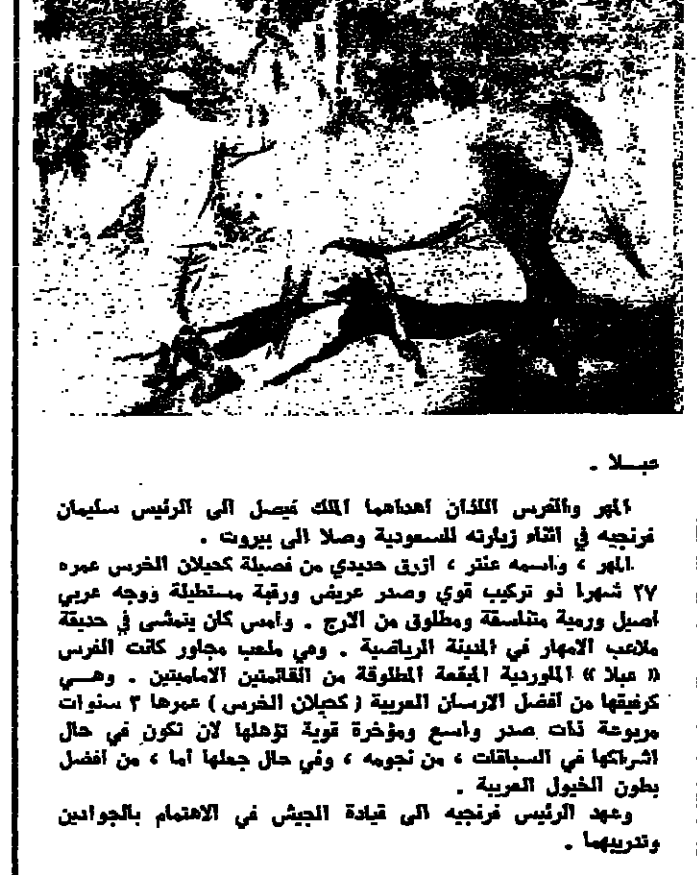 عبـــلا .
المهر والفرس اللذان اهداهما الملك فيصل الى الرئيس سليمان
فرنجيه في اثناء زيارته للسعودية وصلا الى بيروت .
المهر ، واسمه عنتر ، ازرق حديدي من فصيلة كحيلان الخرس عمره
٢٧ شهرا ذو تركيب قوي وصدر عريض ورقبة مستطيلة ووجه عربي
اصيل ورمية متناسقة ومطلوق من الارج . وامس كان يتمشى في حديقة
ملاعب الامهار في المدينة الرياضية . وفي ملعب مجاور كانت الفرس
« عبلا » الماوردية المبقعة المطلوقة من القائمتين الاماميتين . وهـــي
كرفيقها من افضل الارسان العربية ( كحيلان الخرس ) عمرها ٣ سنوات
مربوعة ذات صدر واسع ومؤخرة قوية تؤهلها لان تكون في حال
اشراكها في السباقات ، من نجومه ، وفي حال جعلها أما ، من افضل
بطون الخيول العربية .
وعهد الرئيس فرنجيه الى قيادة الجيش في الاهتمام بالجوادين
وتدريبهما .